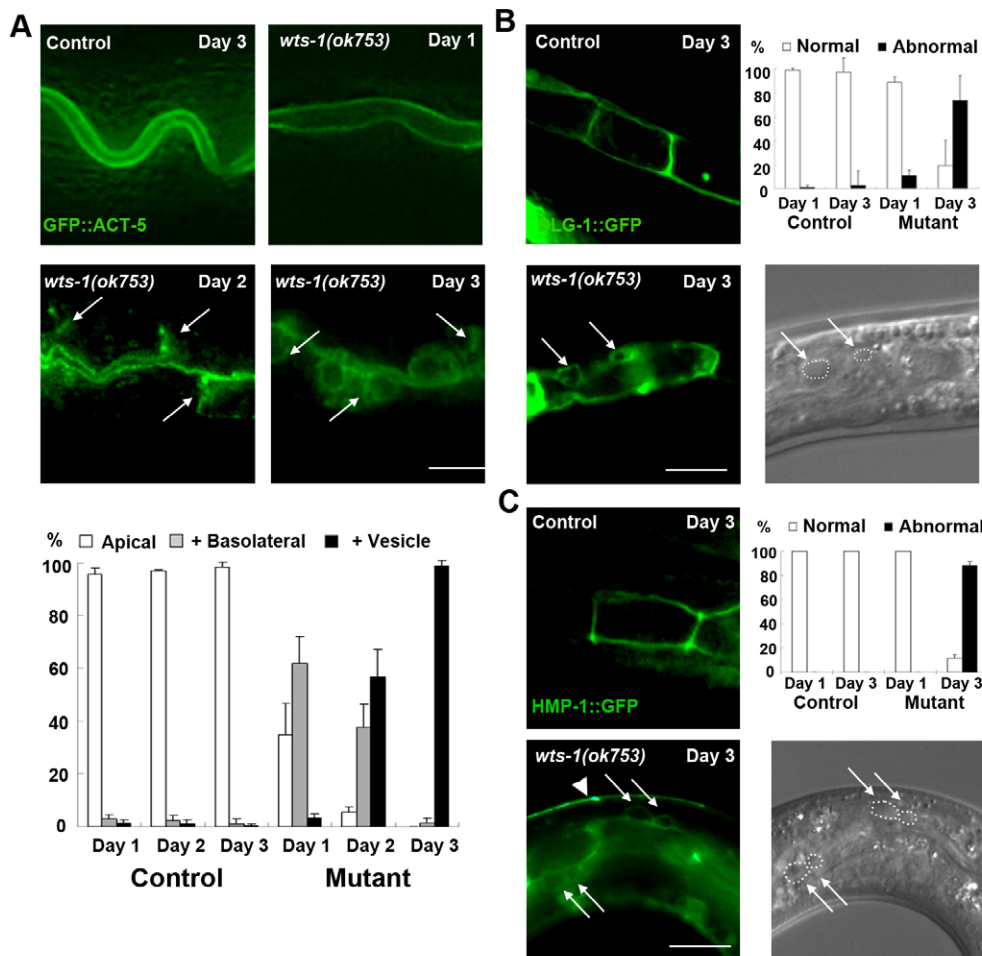 A
Control Day 3
GFP::ACT-5
wts-1(ok753) Day 1
wts-1(ok753) Day 2
wts-1(ok753) Day 3
% Apical + Basolateral + Vesicle
100
80
60
40
20
0
Day 1 Day 2 Day 3 Day 1 Day 2 Day 3
Control Mutant
B
Control Day 3
DLG-1::GFP
% Normal Abnormal
100
80
60
40
20
0
Day 1 Day 3 Day 1 Day 3
Control Mutant
wts-1(ok753) Day 3
C
Control Day 3
HMP-1::GFP
% Normal Abnormal
100
80
60
40
20
0
Day 1 Day 3 Day 1 Day 3
Control Mutant
wts-1(ok753) Day 3